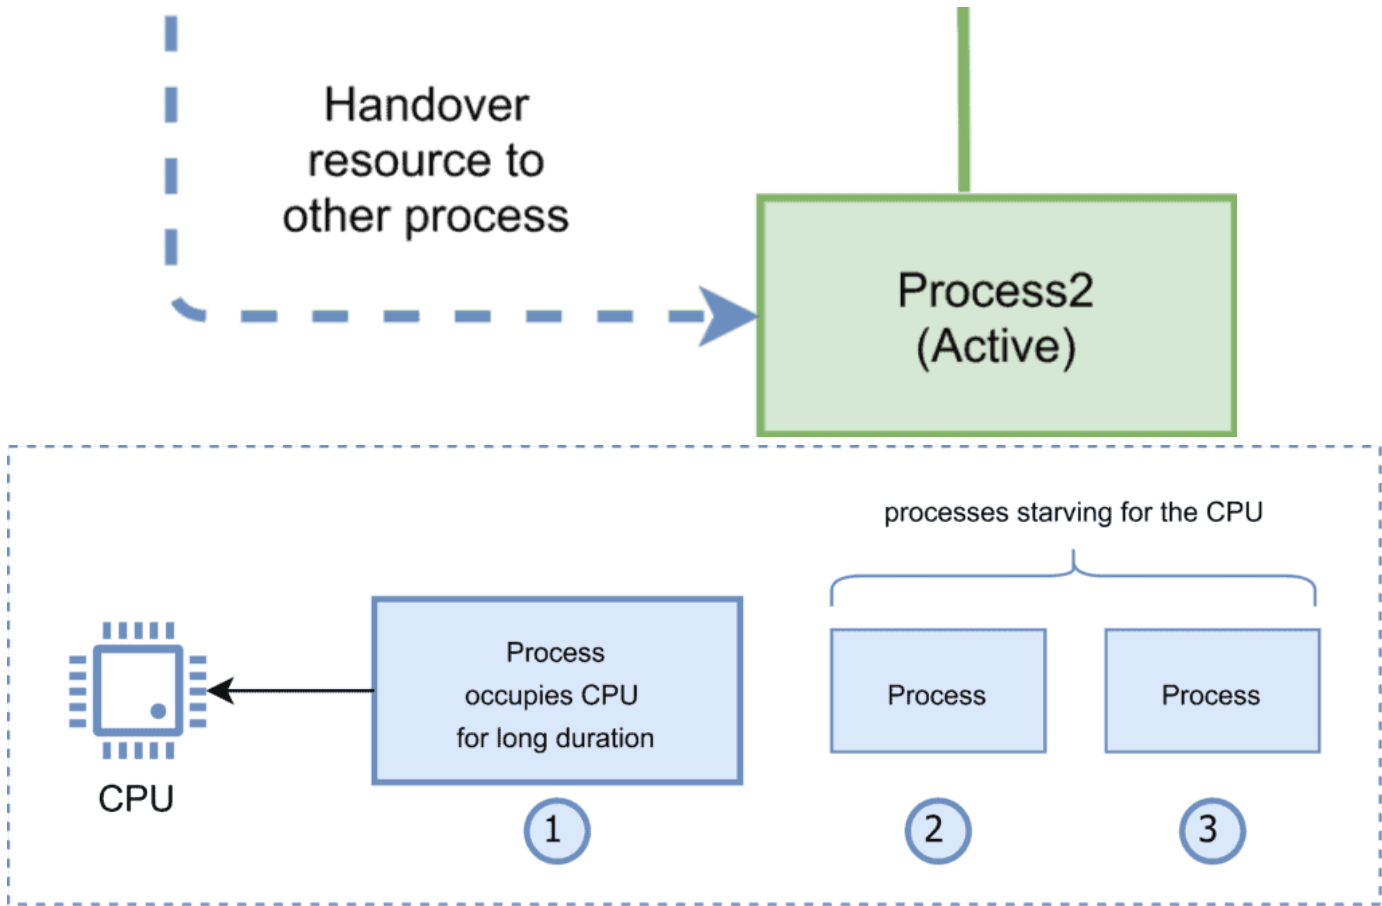 Handover
resource to
other process
Process2
(Active)
processes starving for the CPU
Process
occupies CPU
for long duration
Process
Process
CPU
1
2
3